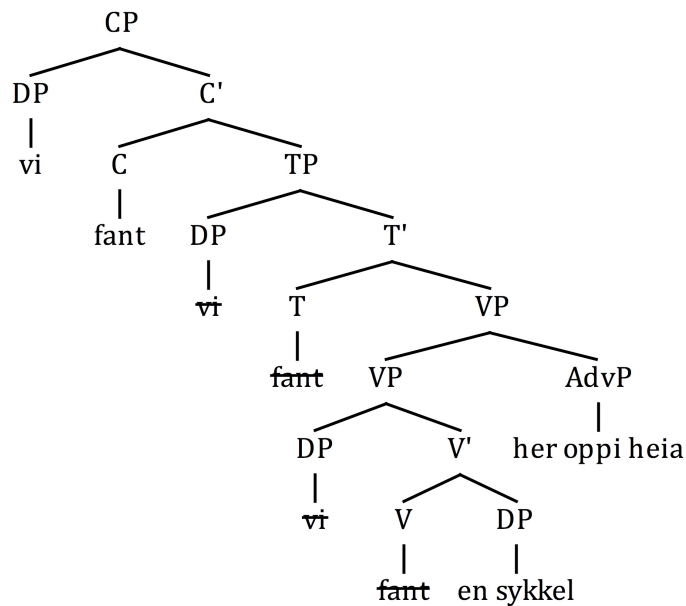 CP
DP C'
vi C TP
fant DP T'
vi T VP
fant VP AdvP
DP V' her oppi heia
vi V DP
fant en sykkel